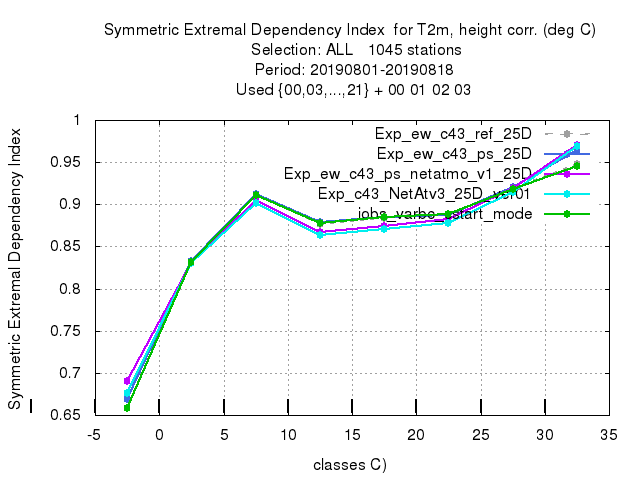 Symmetric Extremal Dependency Index for T2m, height corr. (deg C)
Selection: ALL 1045 stations
Period: 20190801-20190818
Used {00,03,...,21} + 00 01 02 03
Symmetric Extremal Dependency Index
1
0.95
0.9
0.85
0.8
0.75
0.7
0.65
Exp_ew_c43_ref_25D
Exp_ew_c43_ps_25D
Exp_ew_c43_ps_netatmo_v1_25D
Exp_c43_NetAtv3_25D
-5 0 5 10 15 20 25 30 35
classes C)